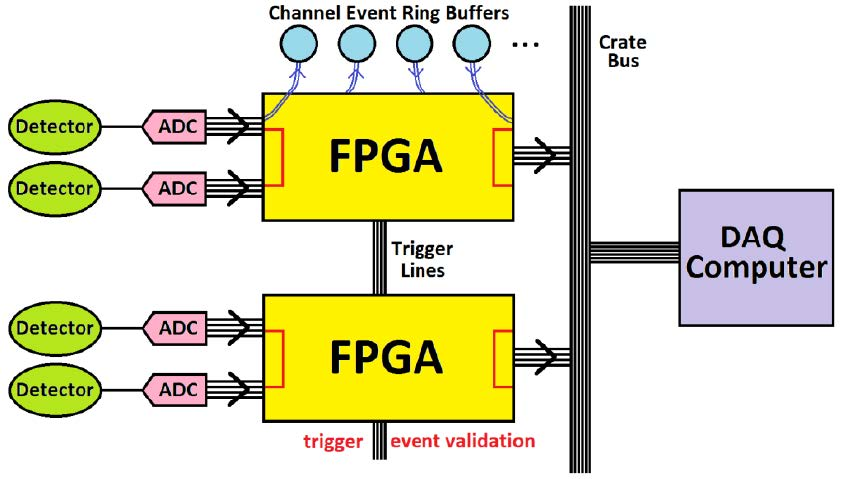 Channel Event Ring Buffers
...
Crate
Bus
Detector
ADC
FPGA
Detector
ADC
Trigger
Lines
DAQ
Computer
Detector
ADC
FPGA
Detector
ADC
trigger
event validation